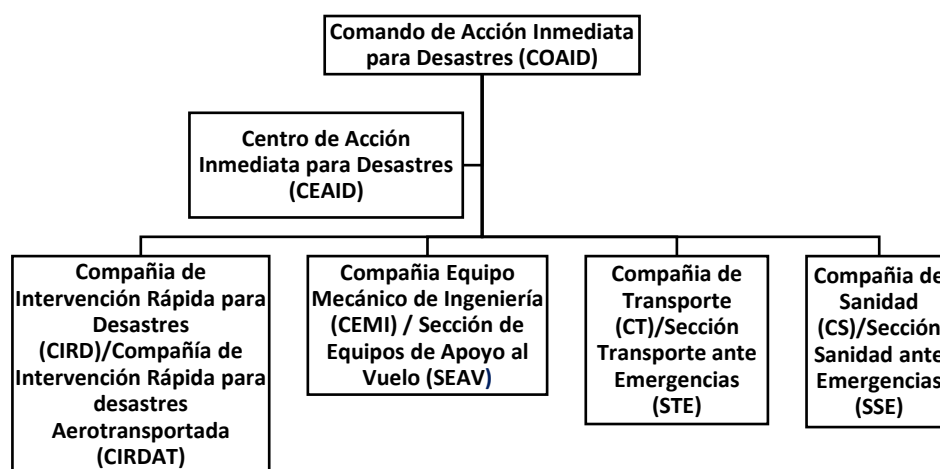 Comando de Acción Inmediata
para Desastres (COAID)
Centro de Acción
Inmediata para Desastres
(CEAID)
Compañia de
Intervención Rápida para
Desastres
(CIRD)/Compañía de
Intervención Rápida para
desastres
Aerotransportada
(CIRDAT)
Compañia Equipo
Mecánico de Ingeniería
(CEMI) / Sección de
Equipos de Apoyo al
Vuelo (SEAV)
Compañia de
Transporte
(CT)/Sección
Transporte ante
Emergencias
(STE)
Compañia de
Sanidad
(CS)/Sección
Sanidad ante
Emergencias
(SSE)